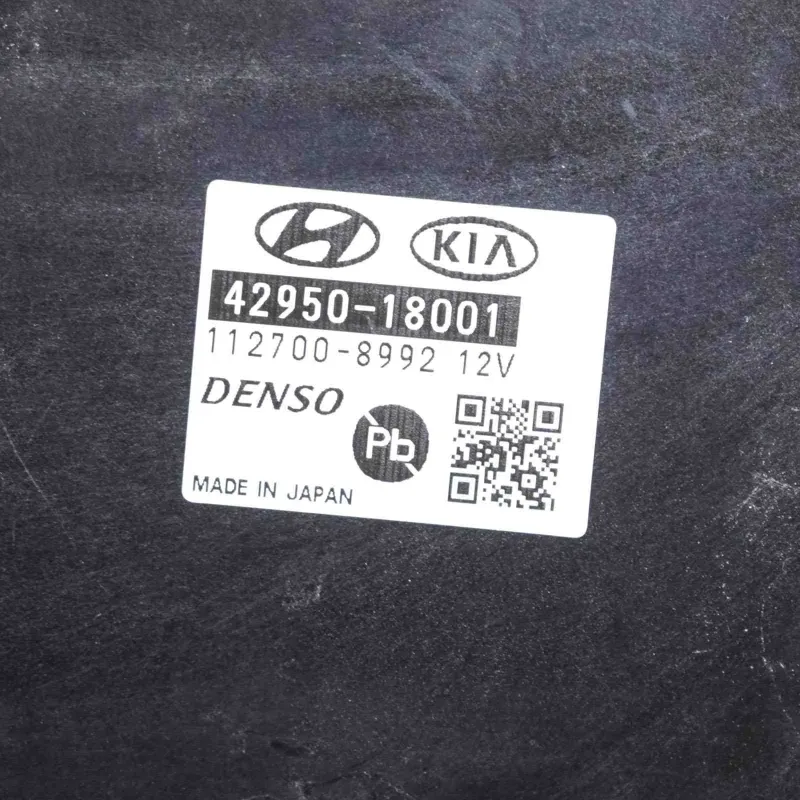 KIA
42950-18001
112700-8992 12V
DENSO
Pb
MADE IN JAPAN